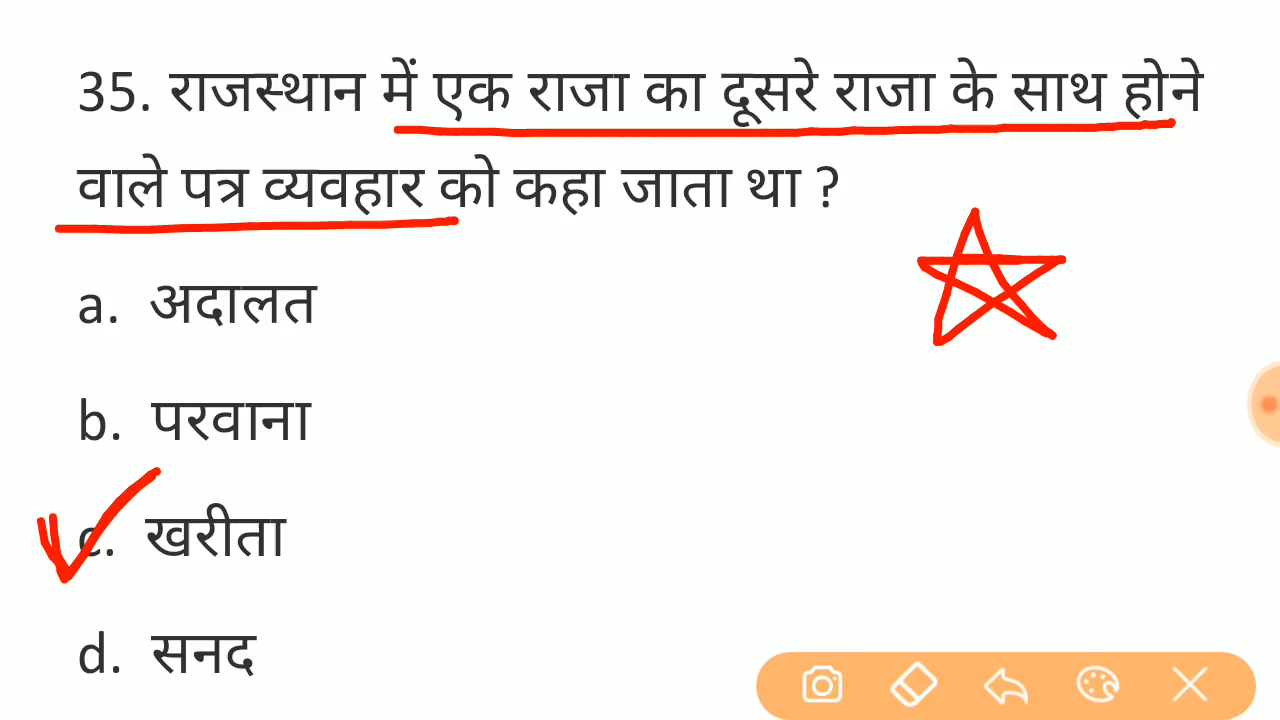 35. राजस्थान में एक राजा का दूसरे राजा के साथ होने
वाले पत्र व्यवहार को कहा जाता था ?
a. अदालत
b. परवाना
c. खरीता
d. सनद